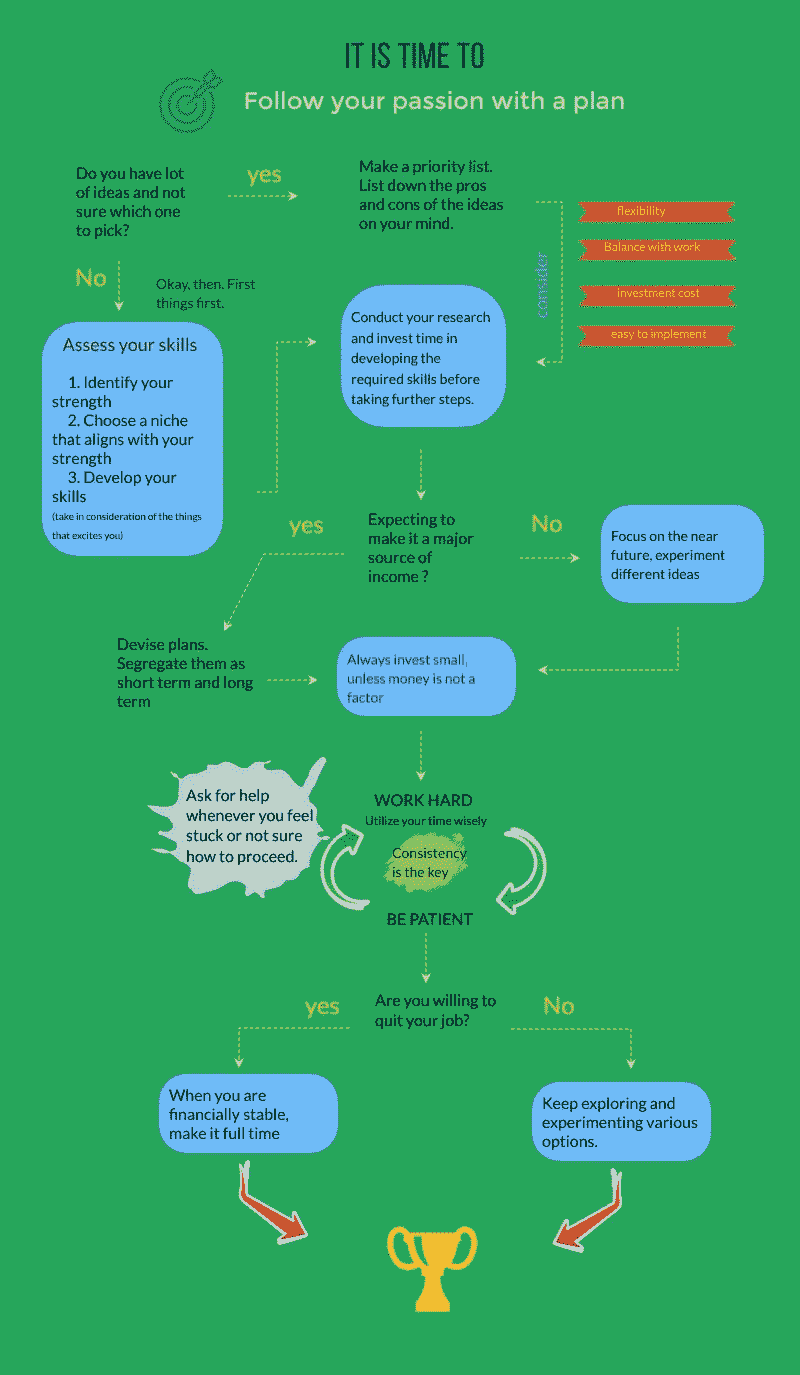 IT IS TIME TO
Follow your passion with a plan
Do you have lot
of ideas and not
sure which one
to pick?
yes
Make a priority list.
List down the pros
and cons of the ideas
on your mind.
consider
flexibility
Balance with work
investment cost
easy to implement
No
Okay, then. First
things first.
Assess your skills
1. Identify your
strength
2. Choose a niche
that aligns with your
strength
3. Develop your
skills
(take in consideration of the things
that excites you)
Conduct your research
and invest time in
developing the
required skills before
taking further steps.
Expecting to
make it a major
source of
income ?
yes
No
Focus on the near
future, experiment
different ideas
Devise plans.
Segregate them as
short term and long
term
Always invest small,
unless money is not a
factor
Ask for help
whenever you feel
stuck or not sure
how to proceed.
WORK HARD
Utilize your time wisely
Consistency
is the key
BE PATIENT
Are you willing to
quit your job?
yes
No
When you are
financially stable,
make it full time
Keep exploring and
experimenting various
options.